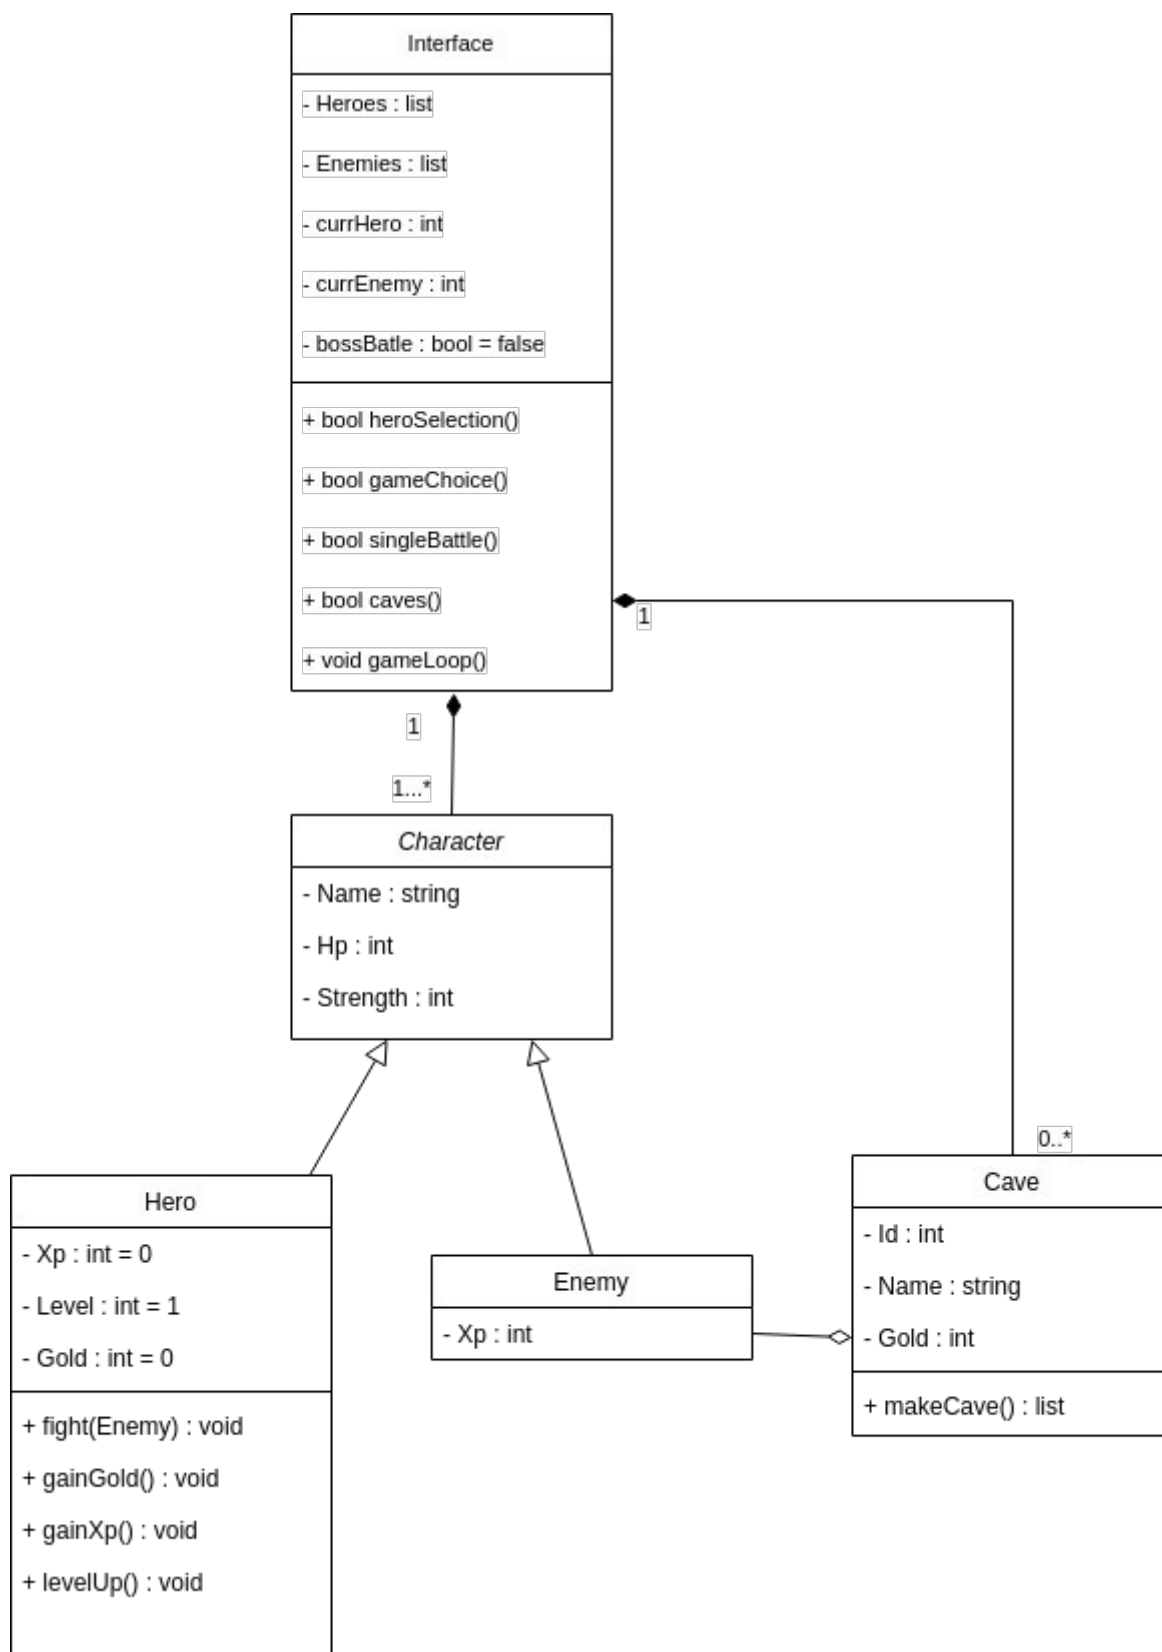 Interface
- Heroes : list
- Enemies : list
- currHero : int
- currEnemy : int
- bossBatle : bool = false
+ bool heroSelection()
+ bool gameChoice()
+ bool singleBattle()
+ bool caves()
+ void gameLoop()
1
1
1...*
Character
- Name : string
- Hp : int
- Strength : int
0..*
Hero
- Xp : int = 0
- Level : int = 1
- Gold : int = 0
+ fight(Enemy) : void
+ gainGold() : void
+ gainXp() : void
+ levelUp() : void
Enemy
- Xp : int
Cave
- Id : int
- Name : string
- Gold : int
+ makeCave() : list